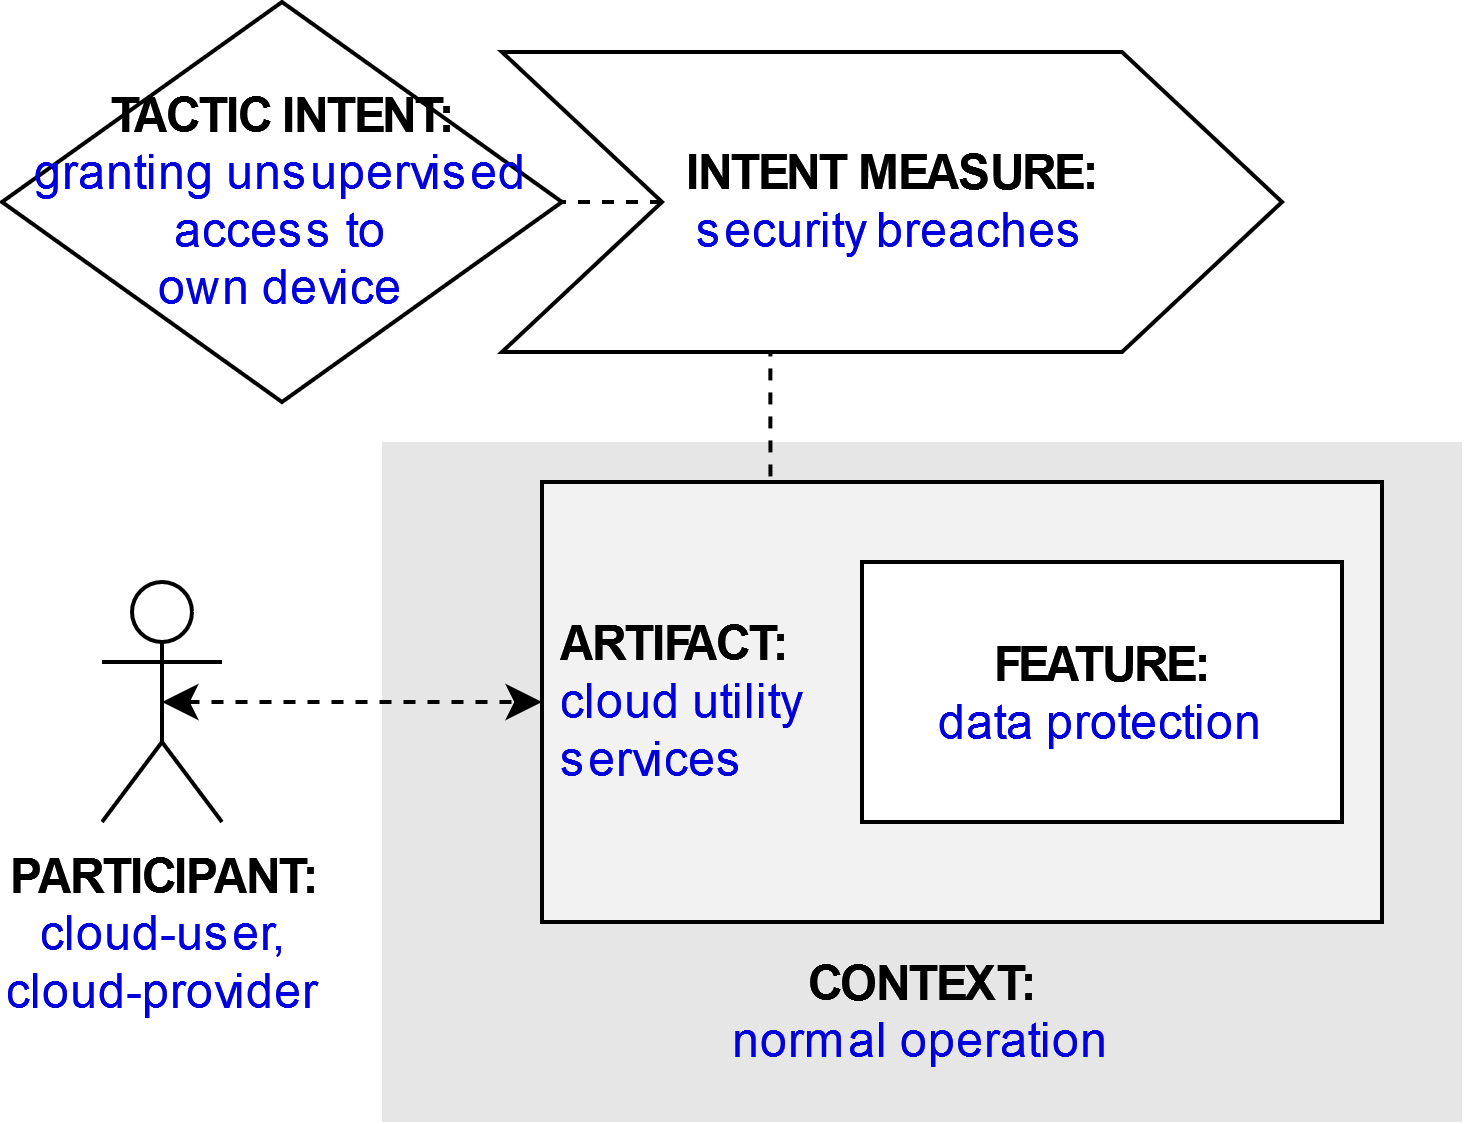 TACTIC INTENT:
granting unsupervised
access to
own device
INTENT MEASURE:
security breaches
ARTIFACT:
cloud utility
services
FEATURE:
data protection
PARTICIPANT:
cloud-user,
cloud-provider
CONTEXT:
normal operation